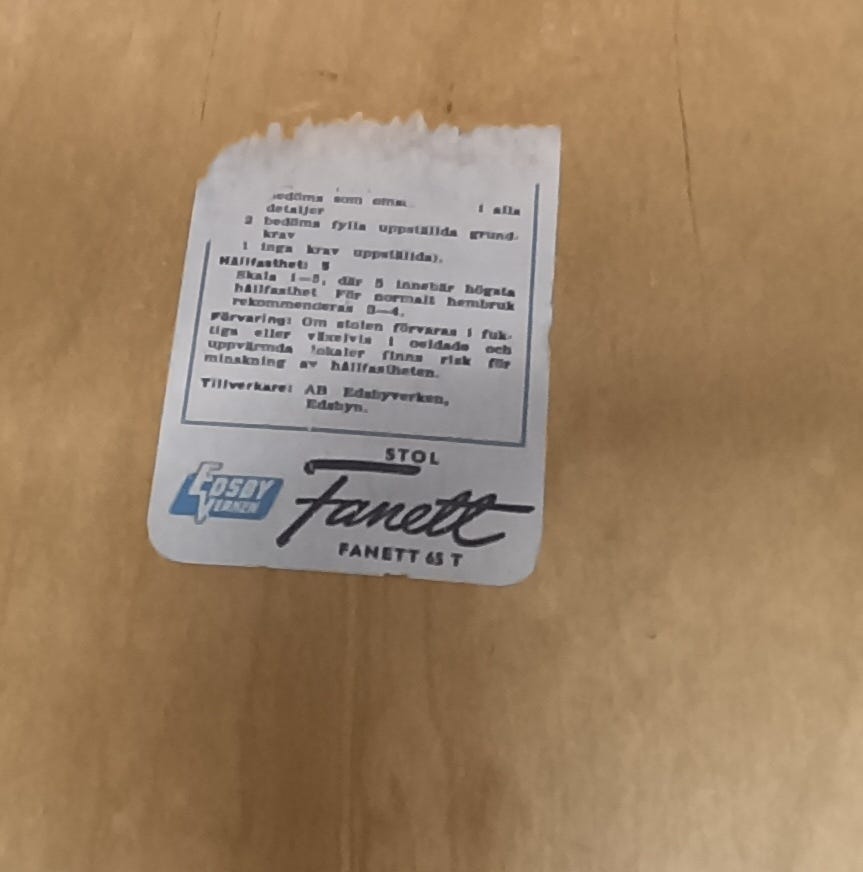 bedöms som i alla
detaljer
2 bedöms fylla uppställda grund-
krav
1 inga krav uppställda).
Hållfasthet: 5
Skala 1—5, där 5 innebär högsta
hållfasthet För normalt hembruk
rekommenderas 3—4.
Förvaring: Om stolen förvaras i fuk-
tiga eller växelvis i oeldade och
uppvärmda lokaler finns risk för
minskning av hållfastheten.
Tillverkare: AB Edsbyverken,
Edsbyn.
STOL
EDSBY
VERKEN
Fanett
FANETT 65 T